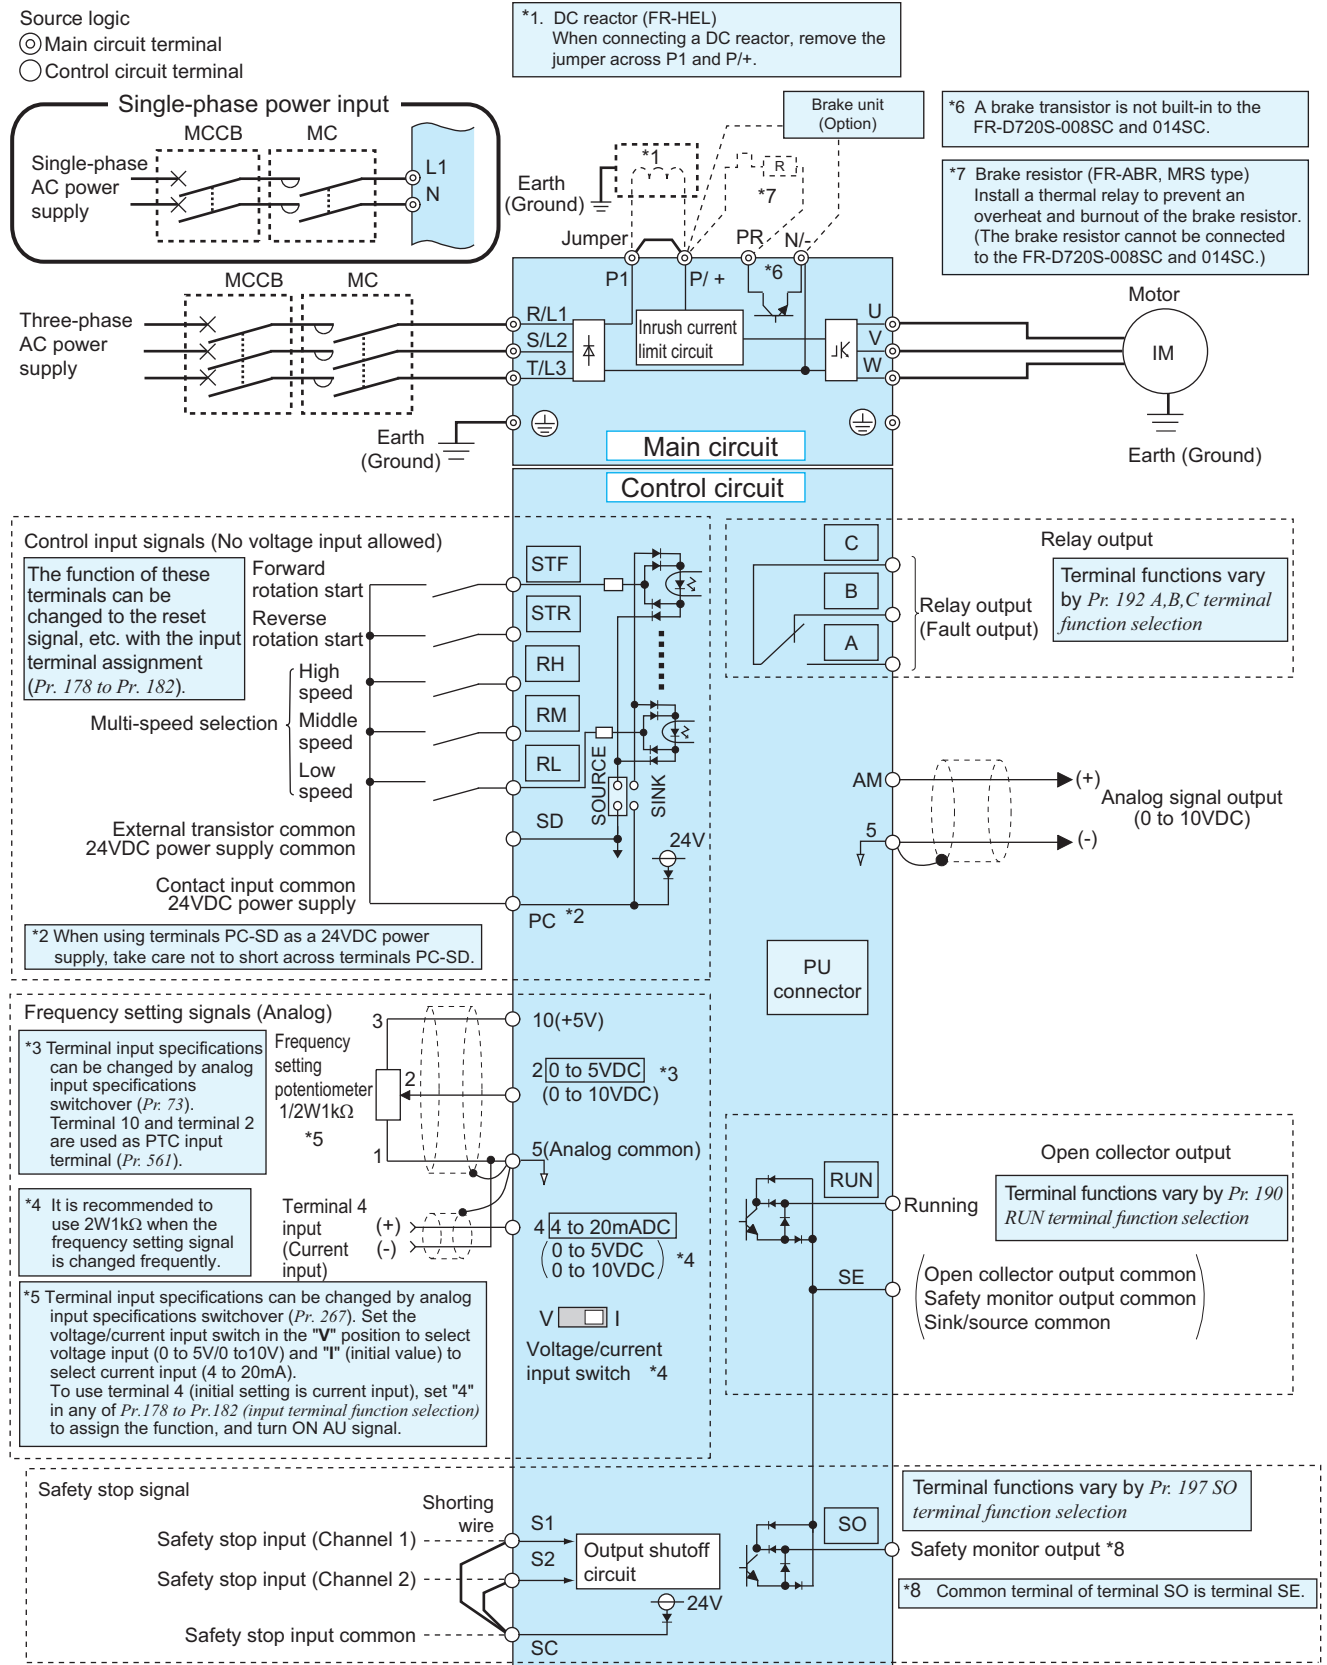 Source logic
Main circuit terminal
Control circuit terminal
*1. DC reactor (FR-HEL)
When connecting a DC reactor, remove the
jumper across P1 and P/+.
Single-phase power input
MCCB
MC
Single-phase
AC power
supply
L1
N
Brake unit
(Option)
*6 A brake transistor is not built-in to the
FR-D720S-008SC and 014SC.
*7 Brake resistor (FR-ABR, MRS type)
Install a thermal relay to prevent an
overheat and burnout of the brake resistor.
(The brake resistor cannot be connected
to the FR-D720S-008SC and 014SC.)
*1
R
*7
Earth
(Ground)
Jumper
PR
N/-
P1
P/ +
*6
MCCB
MC
Three-phase
AC power
supply
R/L1
S/L2
T/L3
Inrush current
limit circuit
U
V
W
Motor
IM
Earth
(Ground)
Earth (Ground)
Main circuit
Control circuit
Control input signals (No voltage input allowed)
The function of these
terminals can be
changed to the reset
signal, etc. with the input
terminal assignment
(Pr. 178 to Pr. 182).
Forward
rotation start
Reverse
rotation start
High
speed
Multi-speed selection
Middle
speed
Low
speed
STF
STR
RH
RM
RL
SOURCE
SINK
SD
External transistor common
24VDC power supply common
24V
Contact input common
24VDC power supply
PC *2
*2 When using terminals PC-SD as a 24VDC power
supply, take care not to short across terminals PC-SD.
C
B
A
Relay output
Relay output
(Fault output)
Terminal functions vary
by Pr. 192 A,B,C terminal
function selection
AM
(+)
Analog signal output
(0 to 10VDC)
5
(-)
PU
connector
Frequency setting signals (Analog)
*3 Terminal input specifications
can be changed by analog
input specifications
switchover (Pr. 73).
Terminal 10 and terminal 2
are used as PTC input
terminal (Pr. 561).
Frequency
setting
potentiometer
1/2W1kΩ
*5
3
2
1
10(+5V)
2 0 to 5VDC *3
(0 to 10VDC)
5(Analog common)
*4 It is recommended to
use 2W1kΩ when the
frequency setting signal
is changed frequently.
Terminal 4
input
(Current
input)
(+)
(-)
4 4 to 20mADC
0 to 5VDC
0 to 10VDC *4
*5 Terminal input specifications can be changed by analog
input specifications switchover (Pr. 267). Set the
voltage/current input switch in the "V" position to select
voltage input (0 to 5V/0 to10V) and "I" (initial value) to
select current input (4 to 20mA).
To use terminal 4 (initial setting is current input), set "4"
in any of Pr.178 to Pr.182 (input terminal function selection)
to assign the function, and turn ON AU signal.
V I
Voltage/current
input switch *4
Open collector output
RUN
Running
Terminal functions vary by Pr. 190
RUN terminal function selection
SE
Open collector output common
Safety monitor output common
Sink/source common
Safety stop signal
Shorting
wire
Safety stop input (Channel 1)
Safety stop input (Channel 2)
Safety stop input common
S1
S2
SC
Output shutoff
circuit
24V
SO
Terminal functions vary by Pr. 197 SO
terminal function selection
Safety monitor output *8
*8 Common terminal of terminal SO is terminal SE.